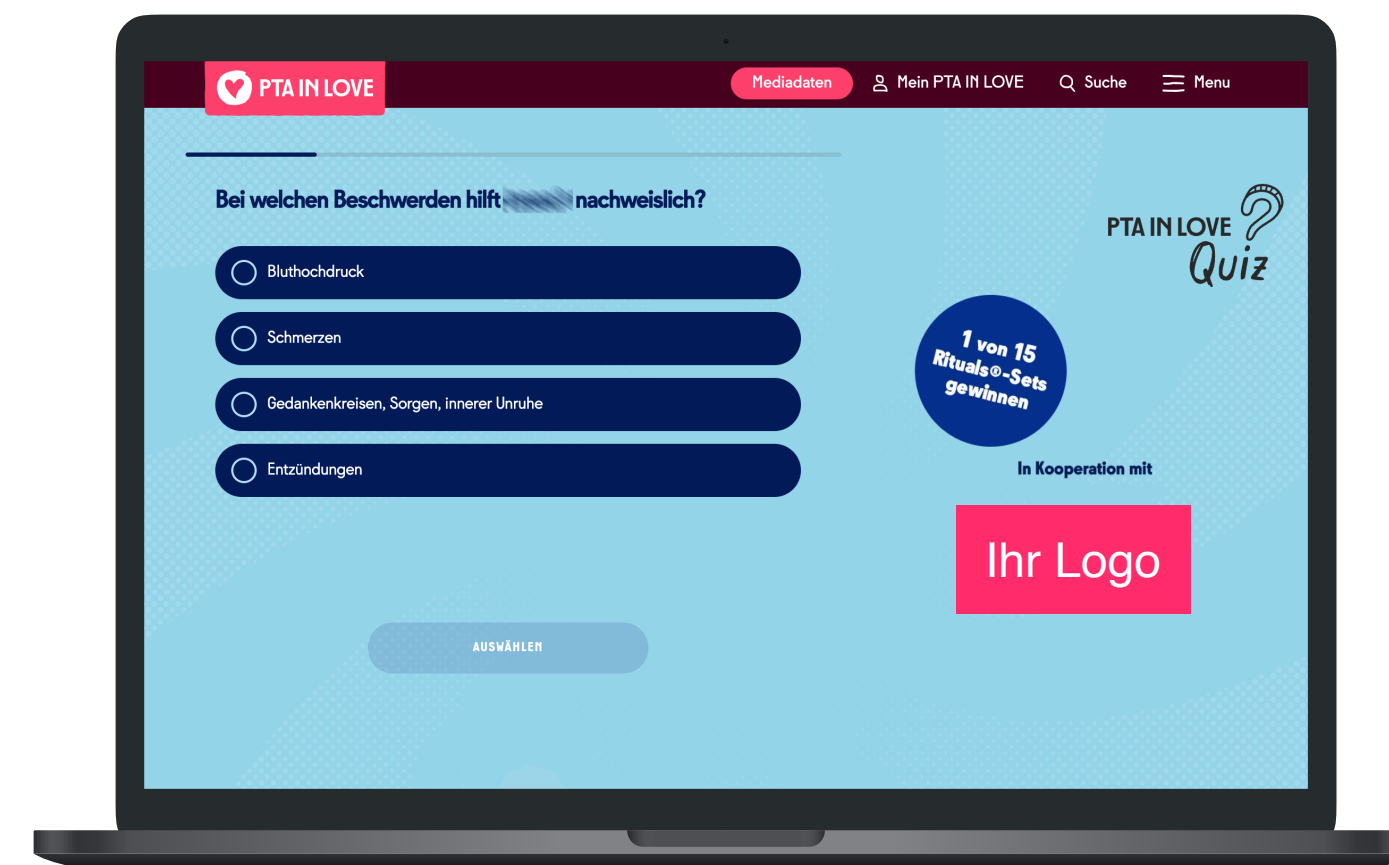 PTA IN LOVE
Mediadaten
Mein PTA IN LOVE
Suche
Menu
Bei welchen Beschwerden hilft nachweislich?
Bluthochdruck
Schmerzen
Gedankenkreisen, Sorgen, innerer Unruhe
Entzündungen
AUSWÄHLEN
PTA IN LOVE
Quiz
1 von 15
Rituals®-Sets
gewinnen
In Kooperation mit
Ihr Logo